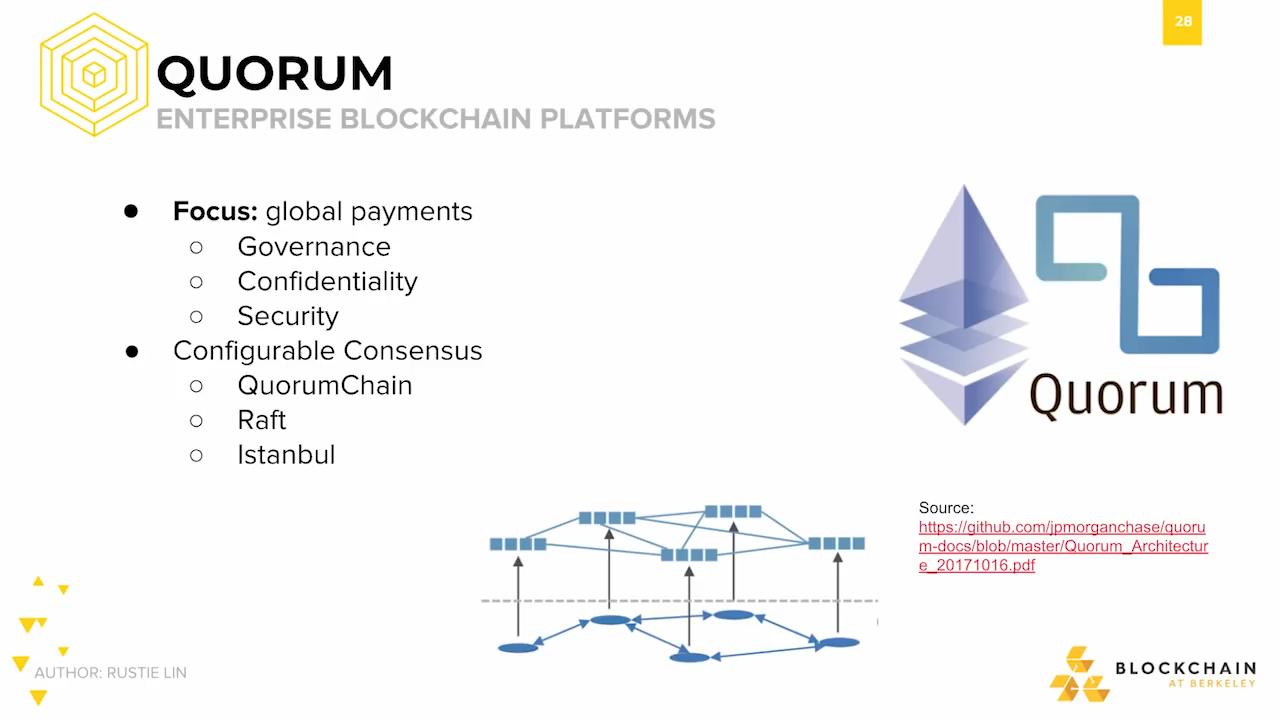 28
QUORUM
ENTERPRISE BLOCKCHAIN PLATFORMS
● Focus: global payments
○ Governance
○ Confidentiality
○ Security
● Configurable Consensus
○ QuorumChain
○ Raft
○ Istanbul
Quorum
Source:
https://github.com/jpmorganchase/quoru
m-docs/blob/master/Quorum_Architectur
e_20171016.pdf
AUTHOR: RUSTIE LIN
BLOCKCHAIN
AT BERKELEY